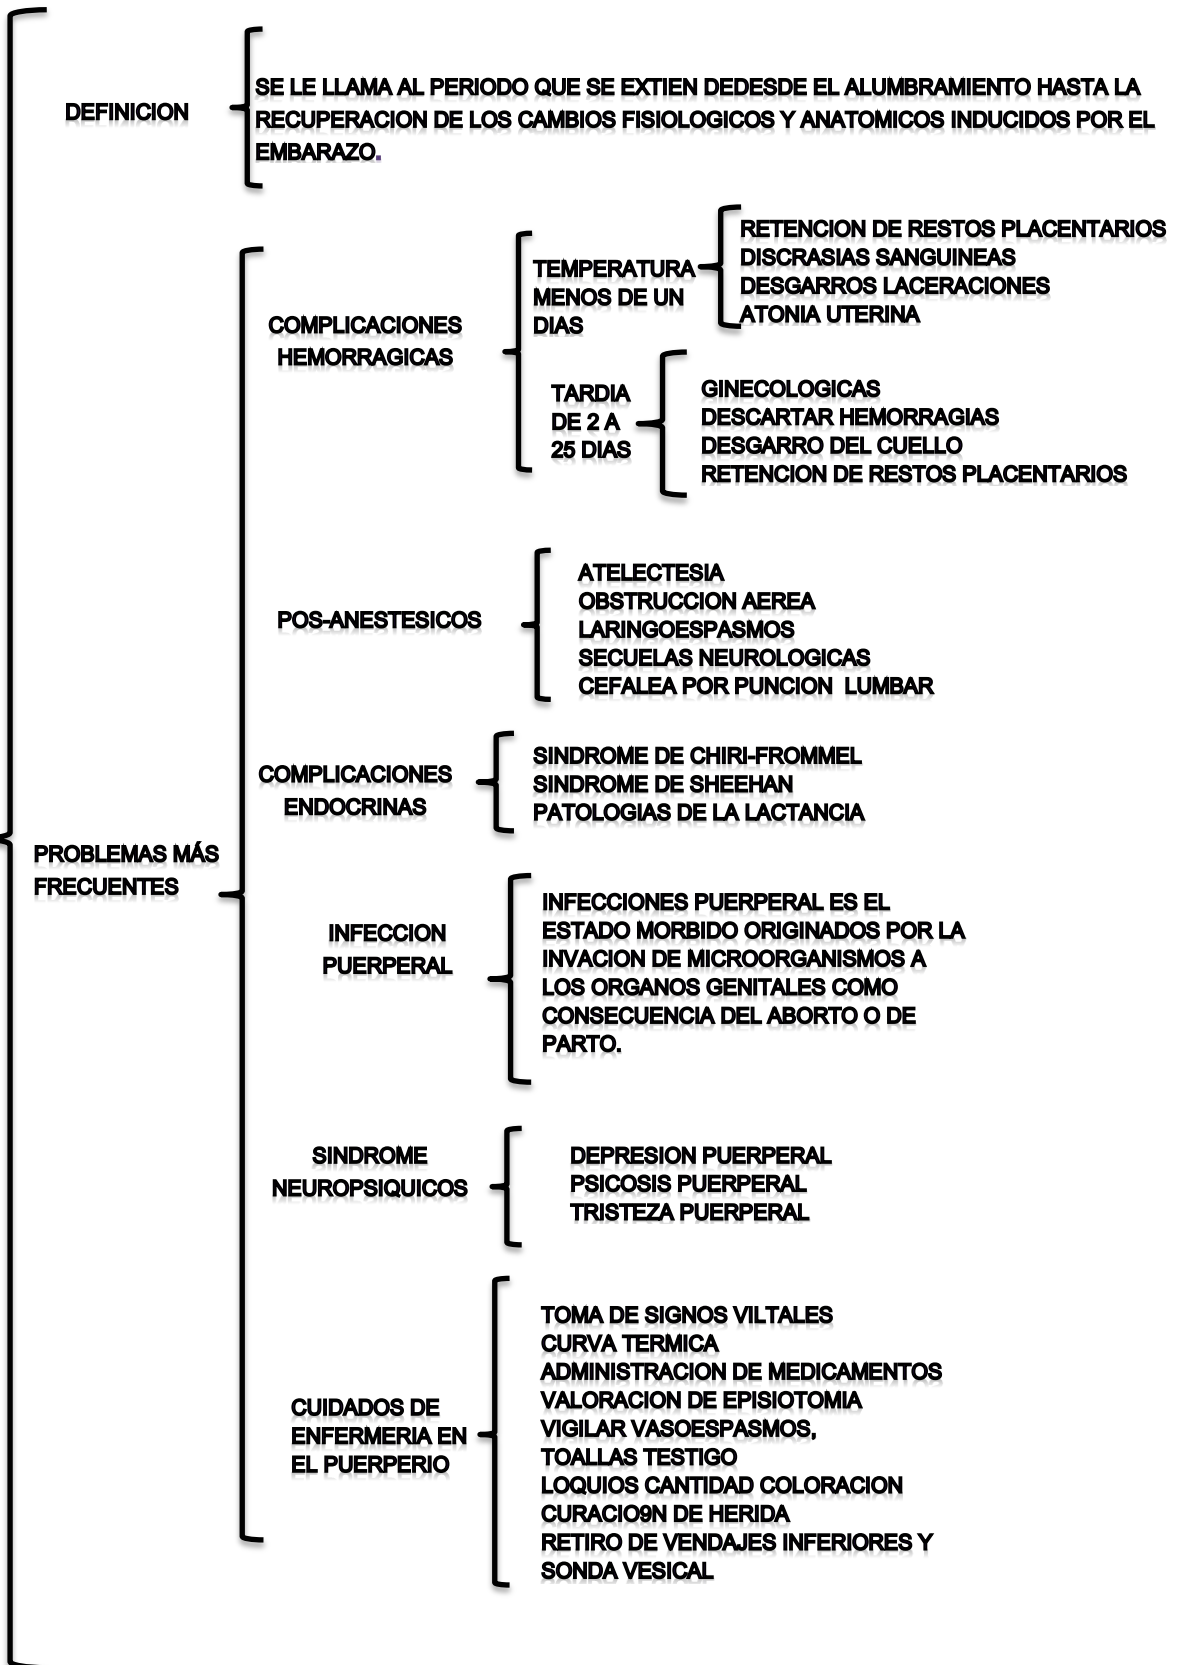 DEFINICION
SE LE LLAMA AL PERIODO QUE SE EXTIEN DEDESDE EL ALUMBRAMIENTO HASTA LA
RECUPERACION DE LOS CAMBIOS FISIOLOGICOS Y ANATOMICOS INDUCIDOS POR EL
EMBARAZO.
PROBLEMAS MÁS
FRECUENTES
COMPLICACIONES
HEMORRAGICAS
TEMPERATURA
MENOS DE UN
DIAS
RETENCION DE RESTOS PLACENTARIOS
DISCRASIAS SANGUINEAS
DESGARROS LACERACIONES
ATONIA UTERINA
TARDIA
DE 2 A
25 DIAS
GINECOLOGICAS
DESCARTAR HEMORRAGIAS
DESGARRO DEL CUELLO
RETENCION DE RESTOS PLACENTARIOS
POS-ANESTESICOS
ATELECTESIA
OBSTRUCCION AEREA
LARINGOESPASMOS
SECUELAS NEUROLOGICAS
CEFALEA POR PUNCION LUMBAR
COMPLICACIONES
ENDOCRINAS
SINDROME DE CHIRI-FROMMEL
SINDROME DE SHEEHAN
PATOLOGIAS DE LA LACTANCIA
INFECCION
PUERPERAL
INFECCIONES PUERPERAL ES EL
ESTADO MORBIDO ORIGINADOS POR LA
INVACION DE MICROORGANISMOS A
LOS ORGANOS GENITALES COMO
CONSECUENCIA DEL ABORTO O DE
PARTO.
SINDROME
NEUROPSIQUICOS
DEPRESION PUERPERAL
PSICOSIS PUERPERAL
TRISTEZA PUERPERAL
CUIDADOS DE
ENFERMERIA EN
EL PUERPERIO
TOMA DE SIGNOS VILTALES
CURVA TERMICA
ADMINISTRACION DE MEDICAMENTOS
VALORACION DE EPISIOTOMIA
VIGILAR VASOESPASMOS,
TOALLAS TESTIGO
LOQUIOS CANTIDAD COLORACION
CURACIO9N DE HERIDA
RETIRO DE VENDAJES INFERIORES Y
SONDA VESICAL